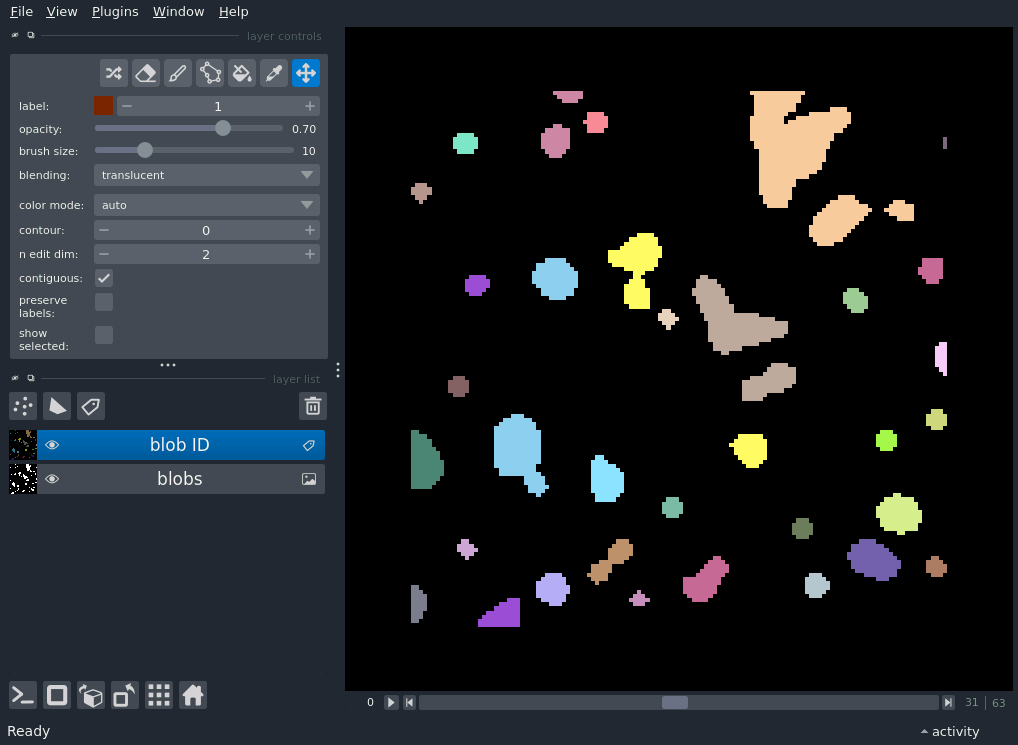 File View Plugins Window Help
layer controls
label: 1
opacity: 0.70
brush size: 10
blending: translucent
color mode: auto
contour: 0
n edit dim: 2
contiguous:
preserve
labels:
show
selected:
layer list
blob ID
blobs
0 31 | 63
Ready activity